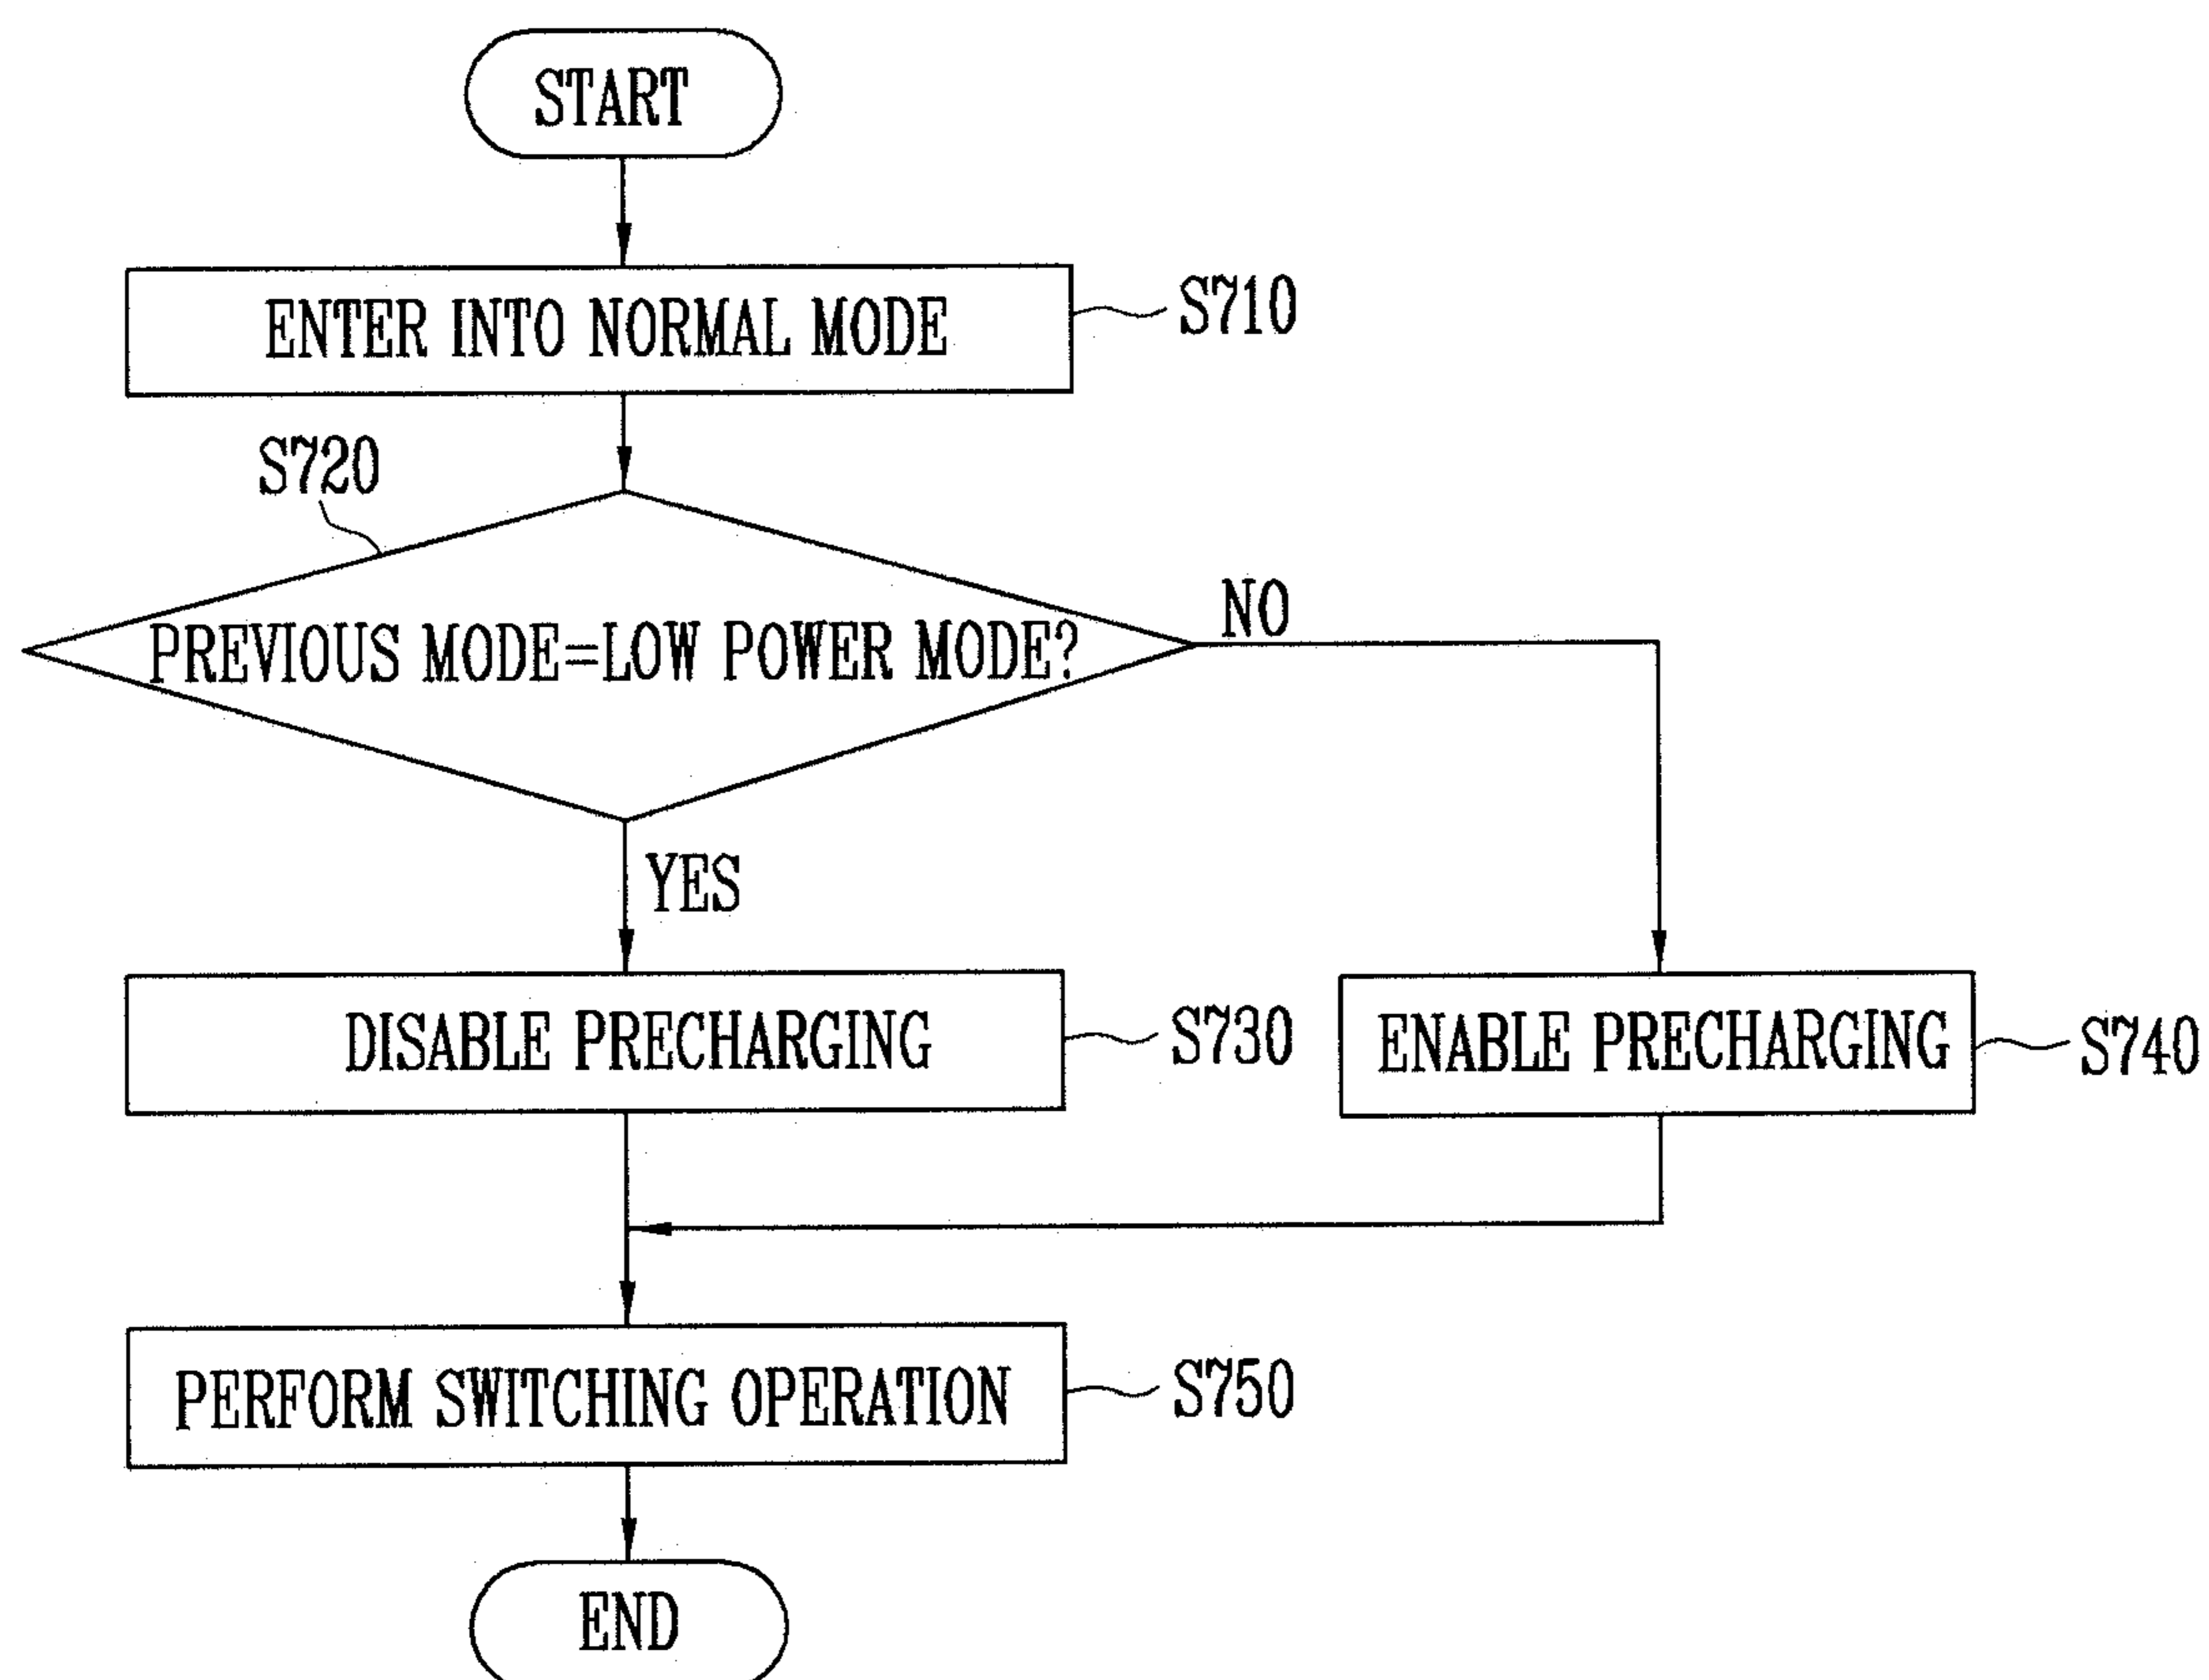 START
ENTER INTO NORMAL MODE
S710
S720
PREVIOUS MODE=LOW POWER MODE?
NO
YES
DISABLE PRECHARGING
S730
ENABLE PRECHARGING
S740
PERFORM SWITCHING OPERATION
S750
END